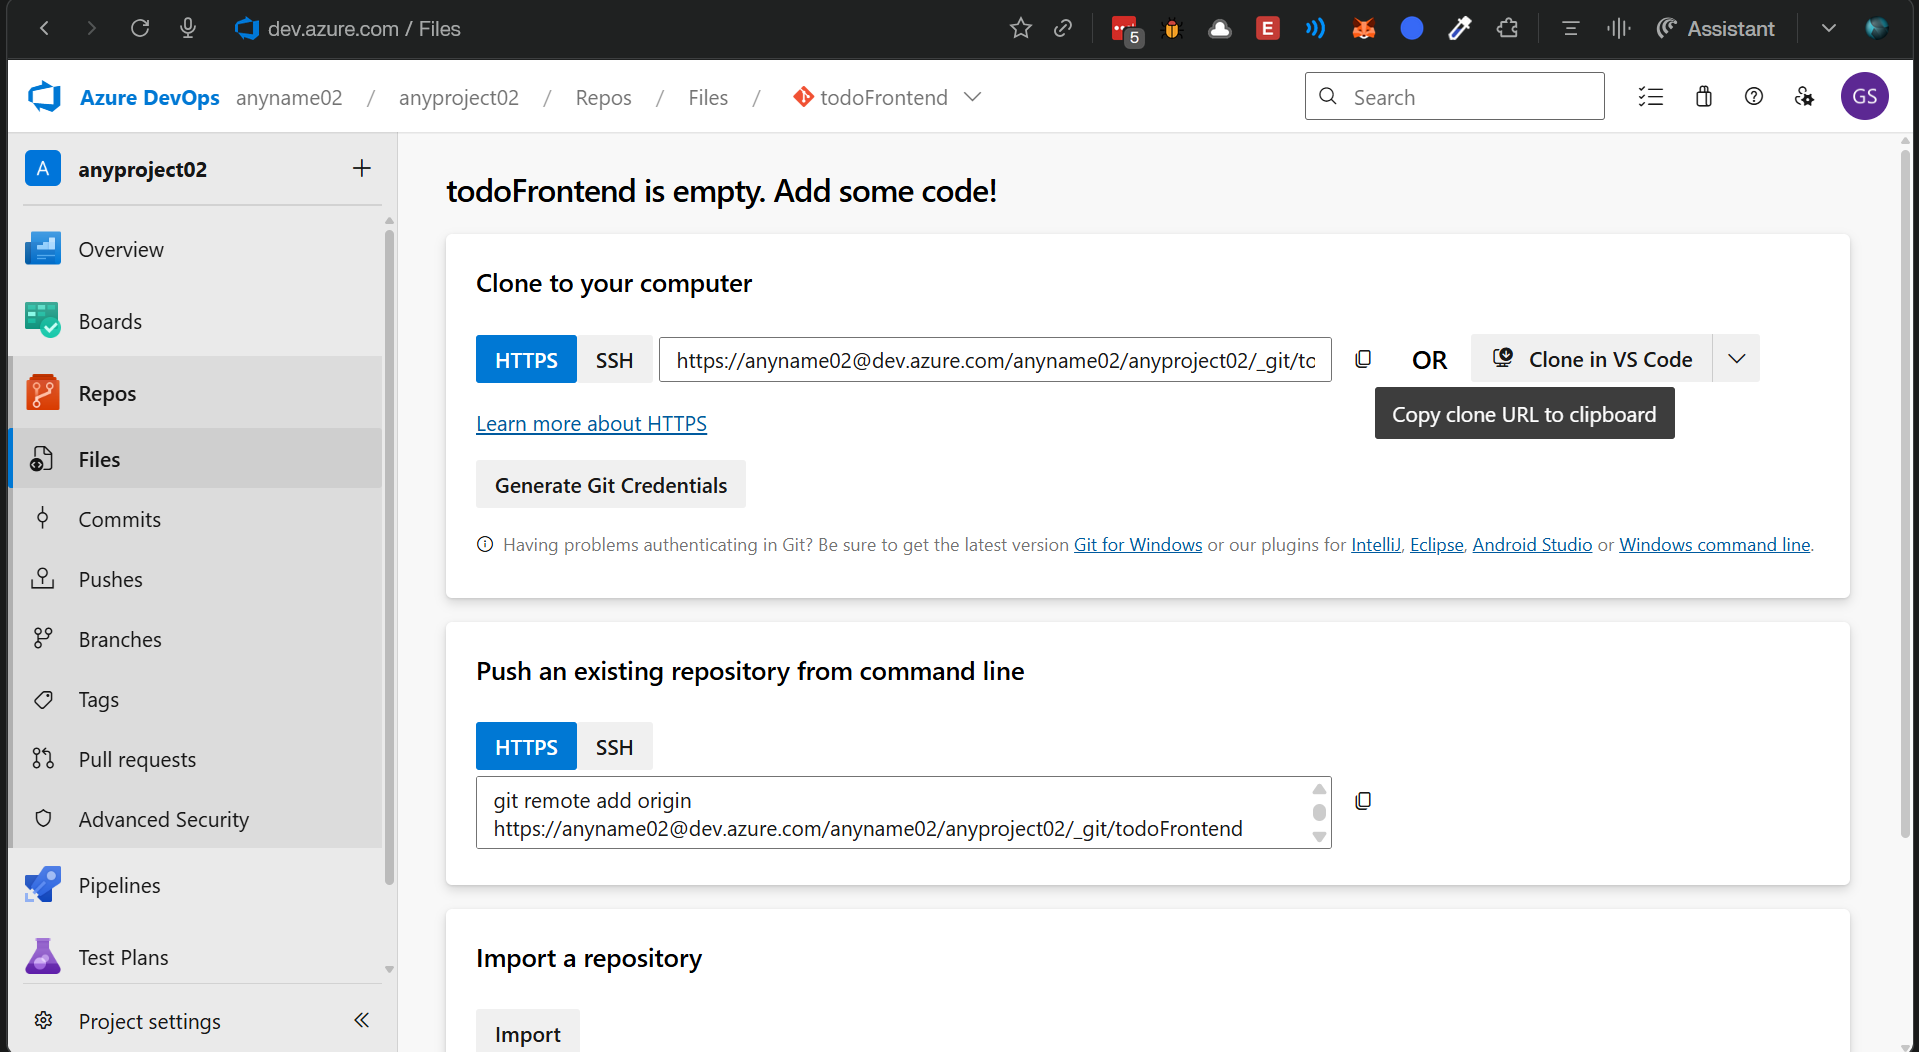 dev.azure.com / Files
5
E
Assistant
Azure DevOps anyname02 / anyproject02 / Repos / Files / todoFrontend
Search
GS
A anyproject02
Overview
Boards
Repos
Files
Commits
Pushes
Branches
Tags
Pull requests
Advanced Security
Pipelines
Test Plans
Project settings
todoFrontend is empty. Add some code!
Clone to your computer
HTTPS SSH https://anyname02@dev.azure.com/anyname02/anyproject02/_git/to OR Clone in VS Code
Copy clone URL to clipboard
Learn more about HTTPS
Generate Git Credentials
Having problems authenticating in Git? Be sure to get the latest version Git for Windows or our plugins for IntelliJ, Eclipse, Android Studio or Windows command line.
Push an existing repository from command line
HTTPS SSH
git remote add origin
https://anyname02@dev.azure.com/anyname02/anyproject02/_git/todoFrontend
Import a repository
Import